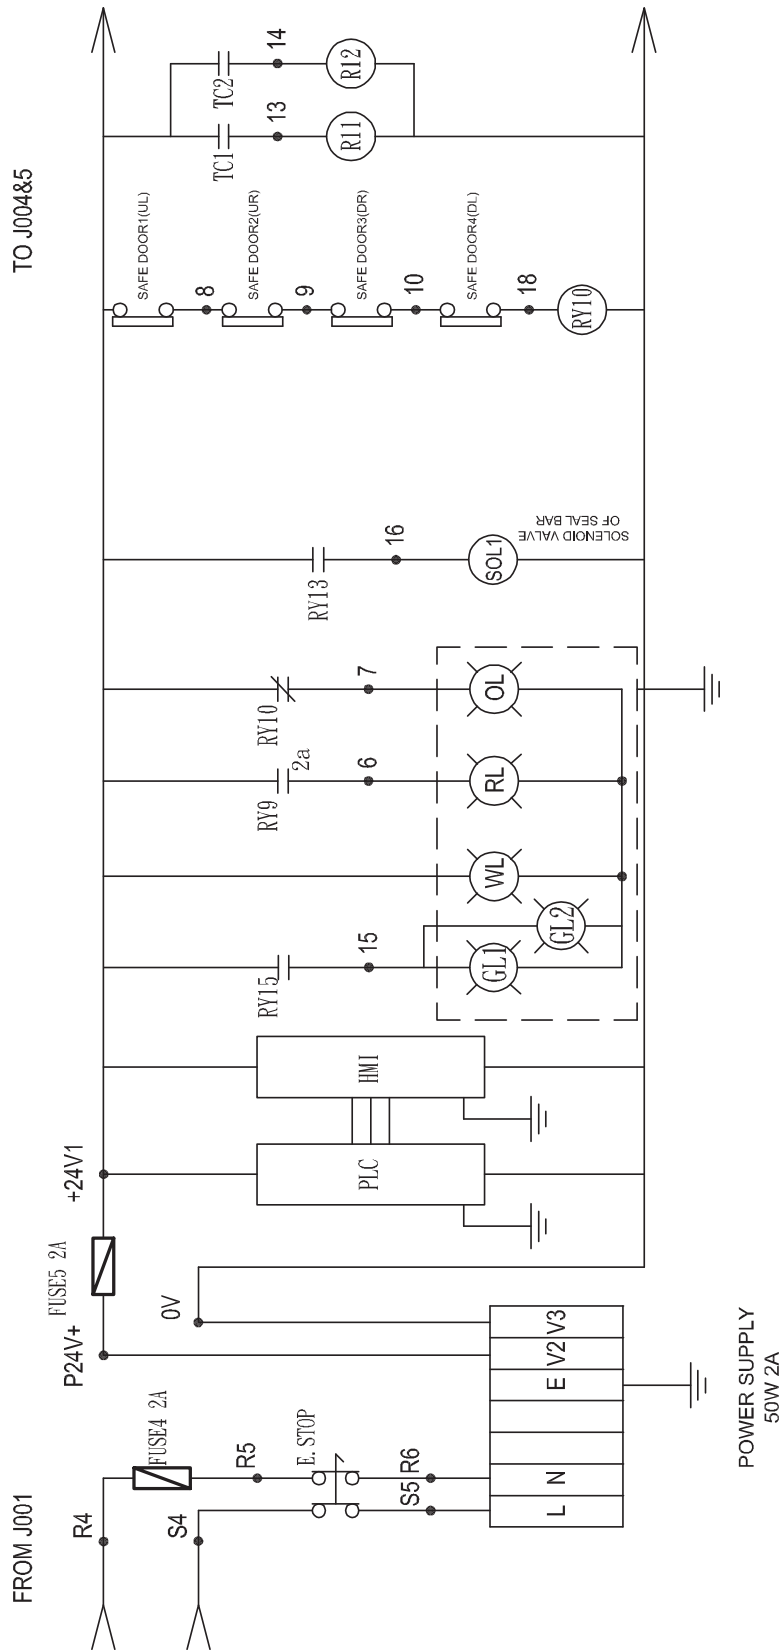 FROM J001
TO J004&5
R4
S4
FUSE4 2A
R5
E.STOP
S5
R6
L
N
E
V2
V3
POWER SUPPLY
50W 2A
P24V+
FUSE5 2A
+24V1
0V
PLC
HMI
RY15
15
GL1
GL2
WL
RY9
2a
6
RL
RY10
7
OL
RY13
16
SOL1
SOLENOID VALVE
OF SEAL BAR
SAFE DOOR1(UL)
8
SAFE DOOR2(UR)
9
SAFE DOOR3(DR)
10
SAFE DOOR4(DL)
18
RY10
TC1
13
R11
TC2
14
R12